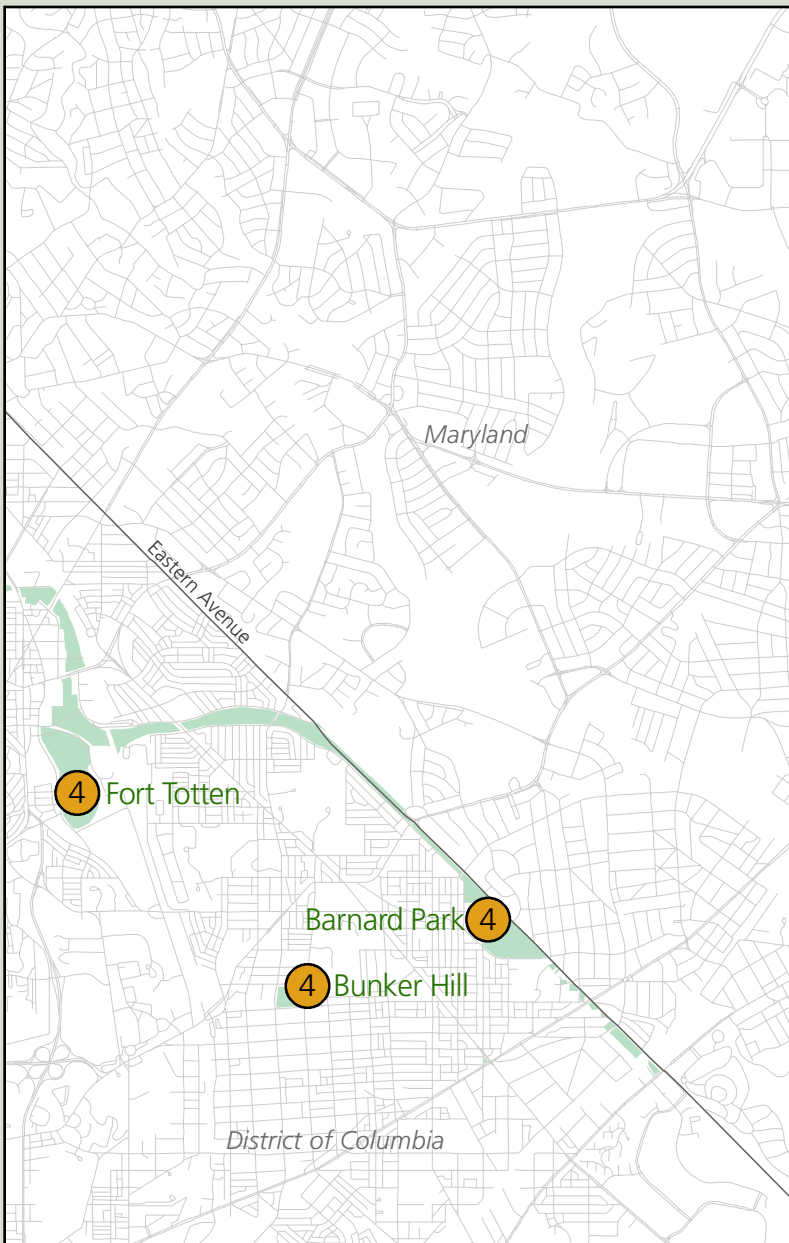 Maryland
Eastern Avenue
4 Fort Totten
Barnard Park 4
4 Bunker Hill
District of Columbia